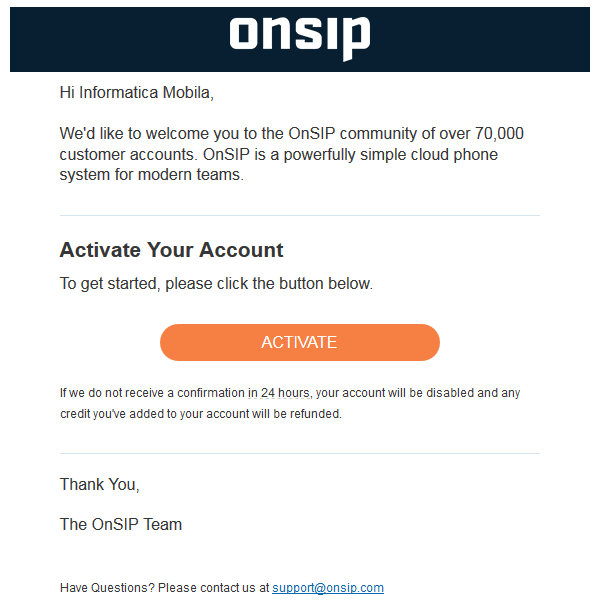 onsip
Hi Informatica Mobila,
We'd like to welcome you to the OnSIP community of over 70,000
customer accounts. OnSIP is a powerfully simple cloud phone
system for modern teams.
Activate Your Account
To get started, please click the button below.
ACTIVATE
If we do not receive a confirmation in 24 hours, your account will be disabled and any
credit you've added to your account will be refunded.
Thank You,
The OnSIP Team
Have Questions? Please contact us at support@onsip.com